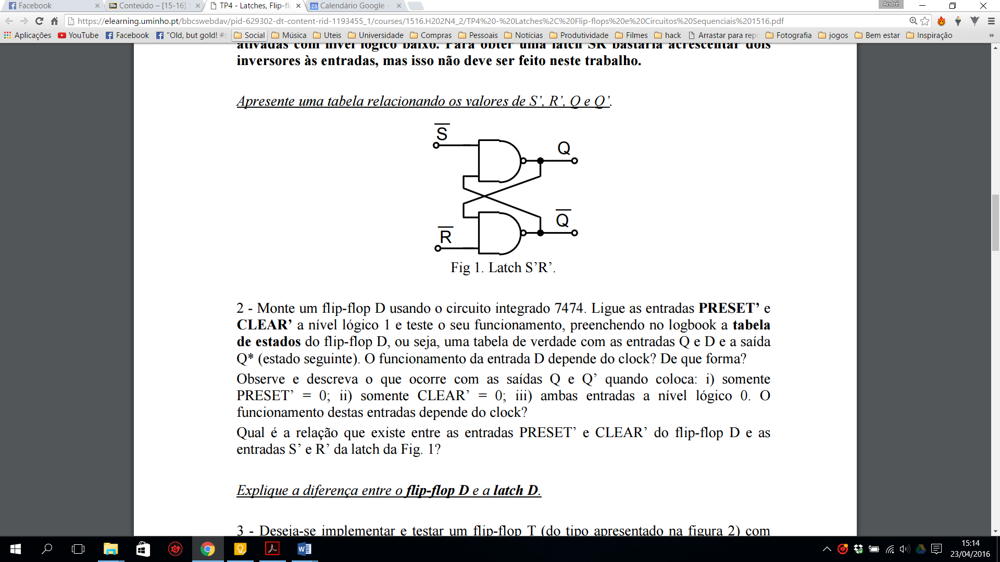 Facebook
Conteúdo – [15-16]
TP4 - Latches, Flip-flo
Calendário Google -
André
https://elearning.uminho.pt/bbcswebdav/pid-629302-dt-content-rid-1193455_1/courses/1516.H202N4_2/TP4%20-%20Latches%2C%20Flip-flops%20e%20Circuitos%20Sequenciais%201516.pdf
Aplicações YouTube Facebook "Old, but gold! #s Social Música Uteis Universidade Compras Pessoais Notícias Produtividade Filmes hack Arrastar para repo Fotografia jogos Bem estar Inspiração »
ativadas com nível lógico baixo. Para obter uma latch SR bastaria acrescentar dois
inversores às entradas, mas isso não deve ser feito neste trabalho.
Apresente uma tabela relacionando os valores de S’, R’, Q e Q’.
S̅
Q
Q̅
R̅
Fig 1. Latch S’R’.
2 - Monte um flip-flop D usando o circuito integrado 7474. Ligue as entradas PRESET’ e
CLEAR’ a nível lógico 1 e teste o seu funcionamento, preenchendo no logbook a tabela
de estados do flip-flop D, ou seja, uma tabela de verdade com as entradas Q e D e a saída
Q* (estado seguinte). O funcionamento da entrada D depende do clock? De que forma?
Observe e descreva o que ocorre com as saídas Q e Q’ quando coloca: i) somente
PRESET’ = 0; ii) somente CLEAR’ = 0; iii) ambas entradas a nível lógico 0. O
funcionamento destas entradas depende do clock?
Qual é a relação que existe entre as entradas PRESET’ e CLEAR’ do flip-flop D e as
entradas S’ e R’ da latch da Fig. 1?
Explique a diferença entre o flip-flop D e a latch D.
3 - Deseja-se implementar e testar um flip-flop T (do tipo apresentado na figura 2) com
15:14
23/04/2016